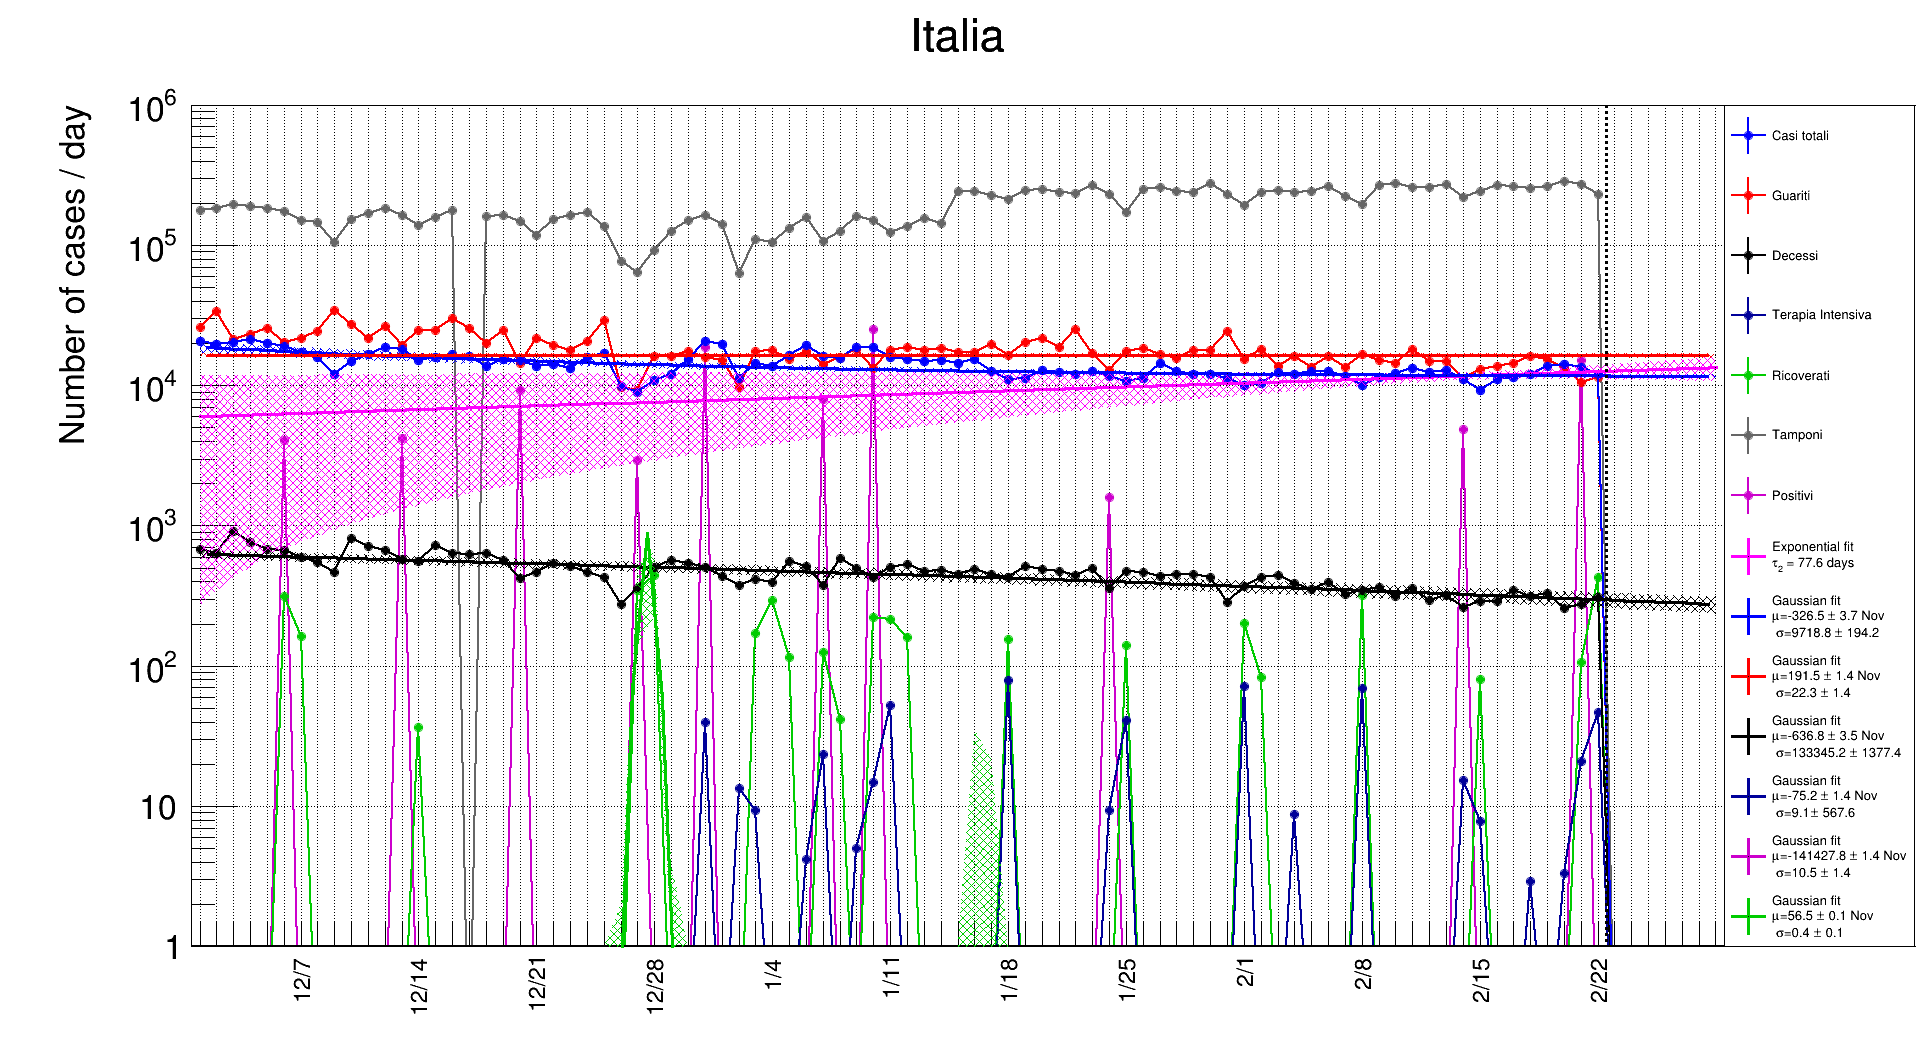 Italia
Number of cases / day
10^6
10^5
10^4
10^3
10^2
10
1
12/7
12/14
12/21
12/28
1/4
1/11
1/18
1/25
2/1
2/8
2/15
2/22
Casi totali
Guariti
Decessi
Terapia Intensiva
Ricoverati
Tamponi
Positivi
Exponential fit
τ2 = 77.6 days
Gaussian fit
μ=-326.5 ± 3.7 Nov
σ=9718.8 ± 194.2
Gaussian fit
μ=191.5 ± 1.4 Nov
σ=22.3 ± 1.4
Gaussian fit
μ=-636.8 ± 3.5 Nov
σ=133345.2 ± 1377.4
Gaussian fit
μ=-75.2 ± 1.4 Nov
σ=9.1 ± 567.6
Gaussian fit
μ=-141427.8 ± 1.4 Nov
σ=10.5 ± 1.4
Gaussian fit
μ=56.5 ± 0.1 Nov
σ=0.4 ± 0.1